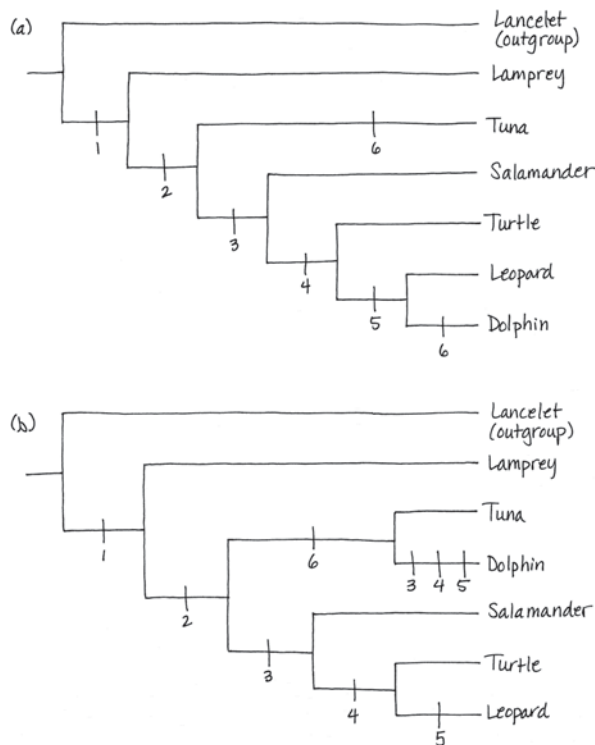 (a)
Lancelet
(outgroup)
Lamprey
1
Tuna
6
2
Salamander
3
Turtle
4
Leopard
5
Dolphin
6
(b)
Lancelet
(outgroup)
Lamprey
1
Tuna
6
Dolphin
3 4 5
2
Salamander
3
Turtle
4
Leopard
5